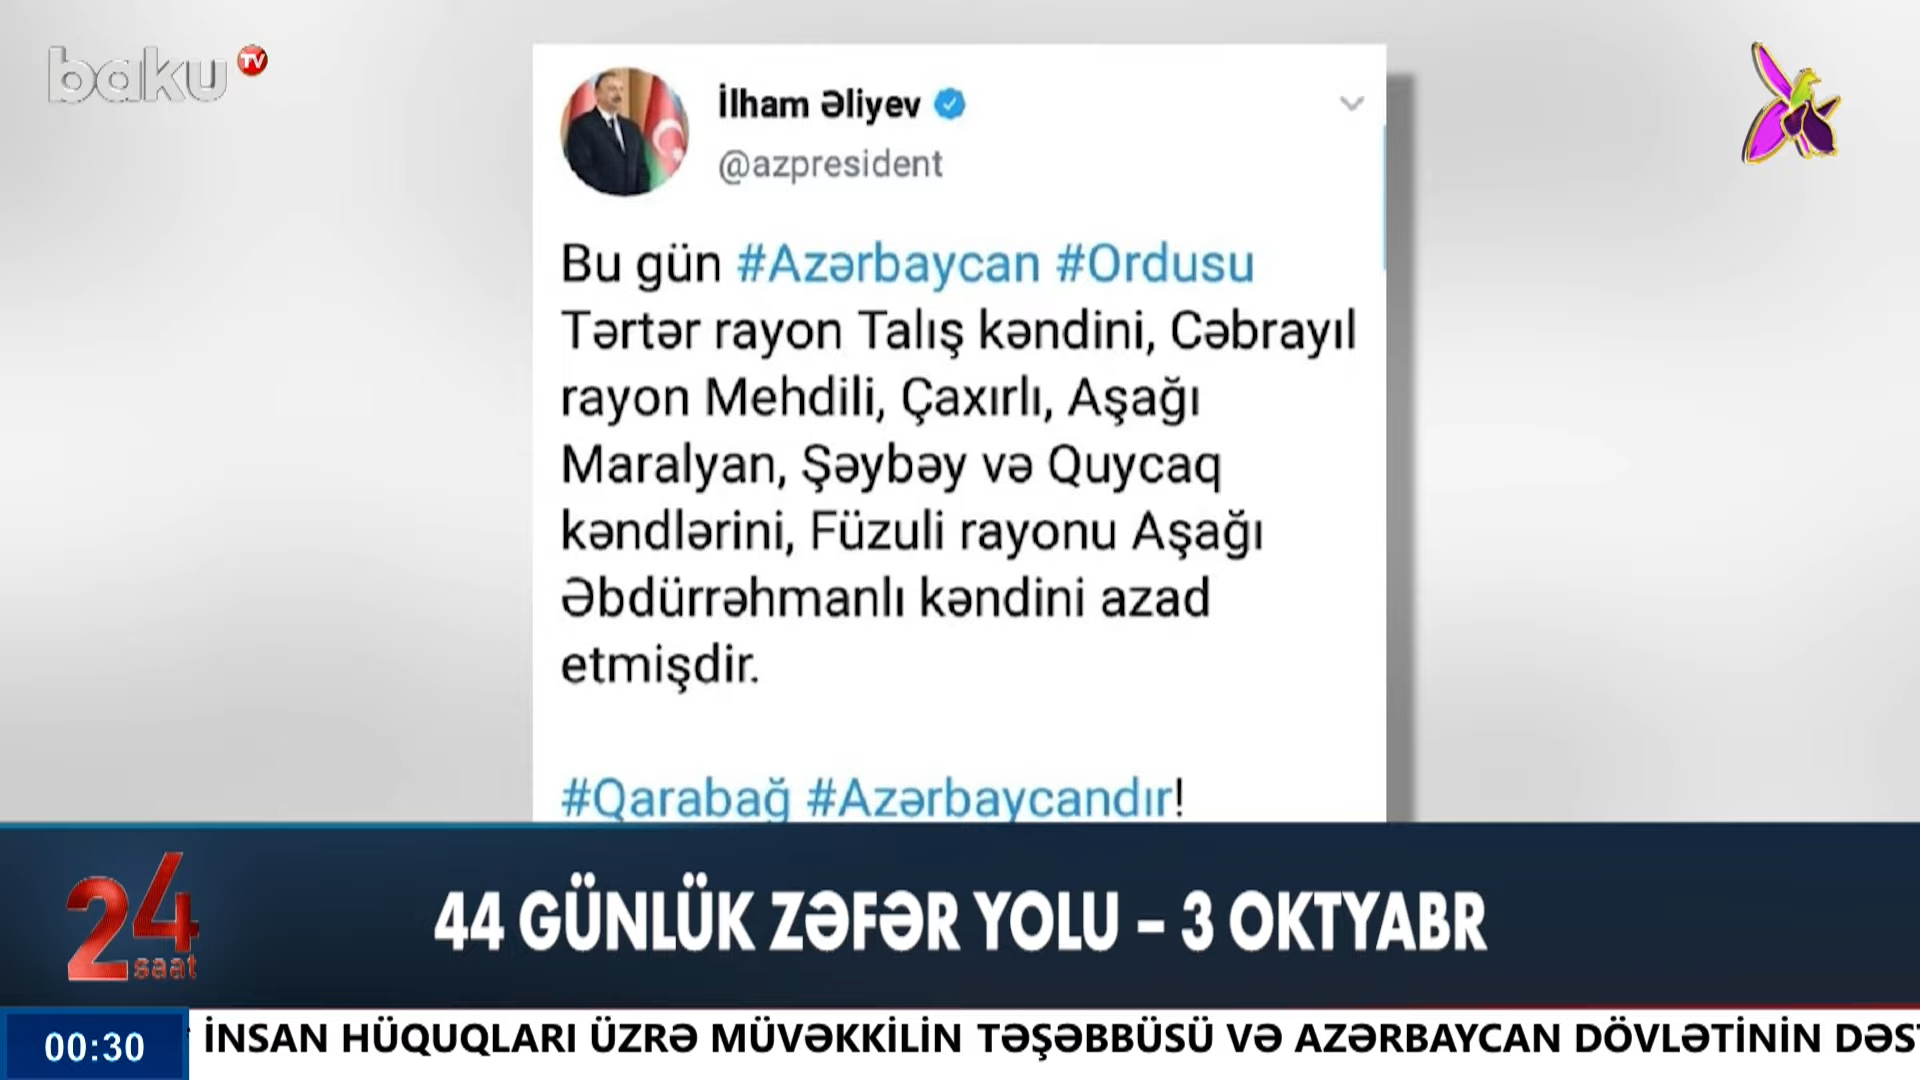 baku TV
İlham Əliyev
@azpresident
Bu gün #Azərbaycan #Ordusu
Tərtər rayon Talış kəndini, Cəbrayıl
rayon Mehdili, Çaxırlı, Aşağı
Maralyan, Şəybəy və Quycaq
kəndlərini, Füzuli rayonu Aşağı
Əbdürrəhmanlı kəndini azad
etmişdir.
#Qarabağ #Azərbaycandır!
24 saat
44 GÜNLÜK ZƏFƏR YOLU – 3 OKTYABR
00:30
İNSAN HÜQUQLARI ÜZRƏ MÜVƏKKİLİN TƏŞƏBBÜSÜ VƏ AZƏRBAYCAN DÖVLƏTİNİN DƏST